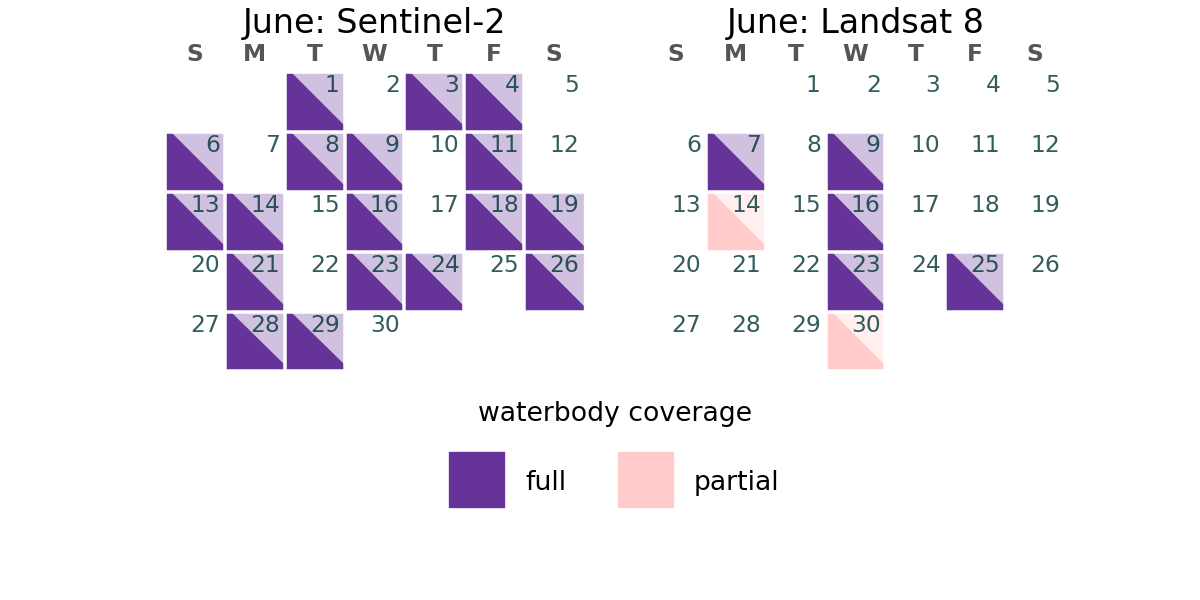 June: Sentinel-2
S M T W T F S
1 2 3 4 5
6 7 8 9 10 11 12
13 14 15 16 17 18 19
20 21 22 23 24 25 26
27 28 29 30
June: Landsat 8
S M T W T F S
1 2 3 4 5
6 7 8 9 10 11 12
13 14 15 16 17 18 19
20 21 22 23 24 25 26
27 28 29 30
waterbody coverage
full partial